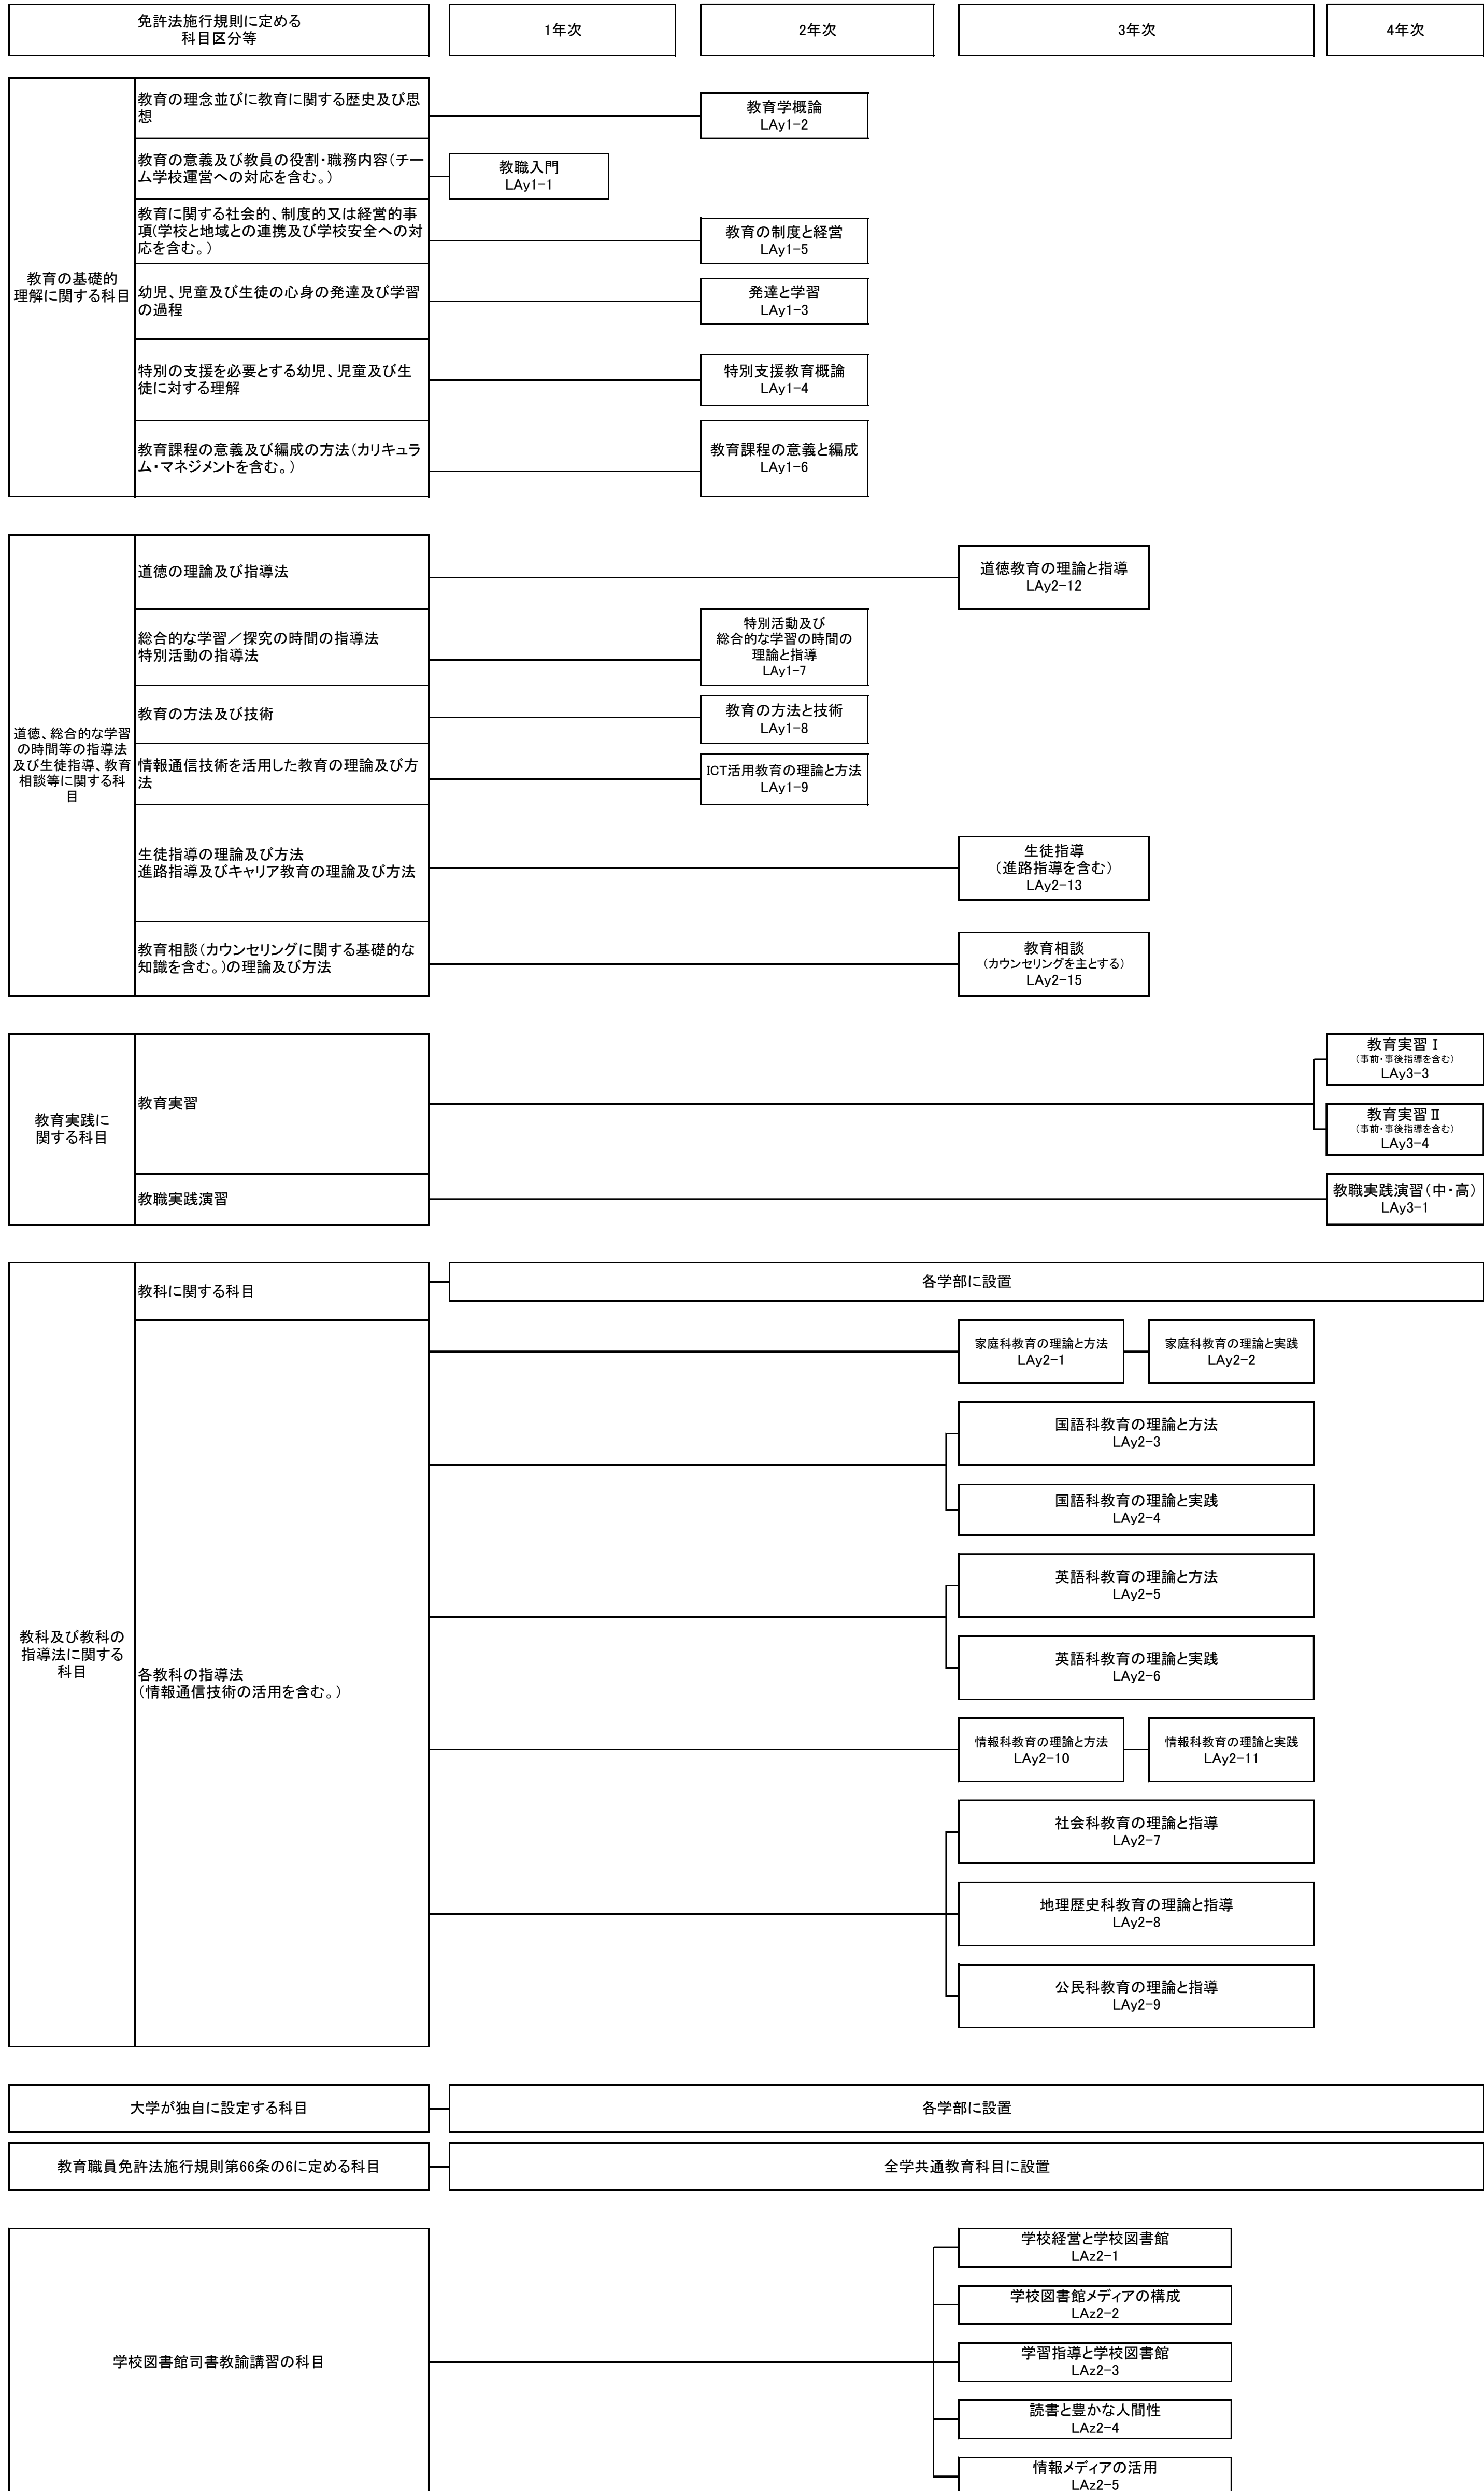 免許法施行規則に定める
科目区分等
1年次
2年次
3年次
4年次
教育の基礎的
理解に関する科目
教育の理念並びに教育に関する歴史及び思
想
教育学概論
LAy1-2
教育の意義及び教員の役割・職務内容(チー
ム学校運営への対応を含む。)
教職入門
LAy1-1
教育に関する社会的、制度的又は経営的事
項(学校と地域との連携及び学校安全への対
応を含む。)
教育の制度と経営
LAy1-5
幼児、児童及び生徒の心身の発達及び学習
の過程
発達と学習
LAy1-3
特別の支援を必要とする幼児、児童及び生
徒に対する理解
特別支援教育概論
LAy1-4
教育課程の意義及び編成の方法(カリキュラ
ム・マネジメントを含む。)
教育課程の意義と編成
LAy1-6
道徳、総合的な学習
の時間等の指導法
及び生徒指導、教育
相談等に関する科
目
道徳の理論及び指導法
道徳教育の理論と指導
LAy2-12
総合的な学習／探究の時間の指導法
特別活動の指導法
特別活動及び
総合的な学習の時間の
理論と指導
LAy1-7
教育の方法及び技術
教育の方法と技術
LAy1-8
情報通信技術を活用した教育の理論及び方
法
ICT活用教育の理論と方法
LAy1-9
生徒指導の理論及び方法
進路指導及びキャリア教育の理論及び方法
生徒指導
(進路指導を含む)
LAy2-13
教育相談(カウンセリングに関する基礎的な
知識を含む。)の理論及び方法
教育相談
(カウンセリングを主とする)
LAy2-15
教育実践に
関する科目
教育実習
教育実習Ⅰ
(事前・事後指導を含む)
LAy3-3
教育実習Ⅱ
(事前・事後指導を含む)
LAy3-4
教職実践演習
教職実践演習(中・高)
LAy3-1
教科及び教科の
指導法に関する
科目
教科に関する科目
各学部に設置
各教科の指導法
(情報通信技術の活用を含む。)
家庭科教育の理論と方法
LAy2-1
家庭科教育の理論と実践
LAy2-2
国語科教育の理論と方法
LAy2-3
国語科教育の理論と実践
LAy2-4
英語科教育の理論と方法
LAy2-5
英語科教育の理論と実践
LAy2-6
情報科教育の理論と方法
LAy2-10
情報科教育の理論と実践
LAy2-11
社会科教育の理論と指導
LAy2-7
地理歴史科教育の理論と指導
LAy2-8
公民科教育の理論と指導
LAy2-9
大学が独自に設定する科目
各学部に設置
教育職員免許法施行規則第66条の6に定める科目
全学共通教育科目に設置
学校図書館司書教諭講習の科目
学校経営と学校図書館
LAz2-1
学校図書館メディアの構成
LAz2-2
学習指導と学校図書館
LAz2-3
読書と豊かな人間性
LAz2-4
情報メディアの活用
LAz2-5